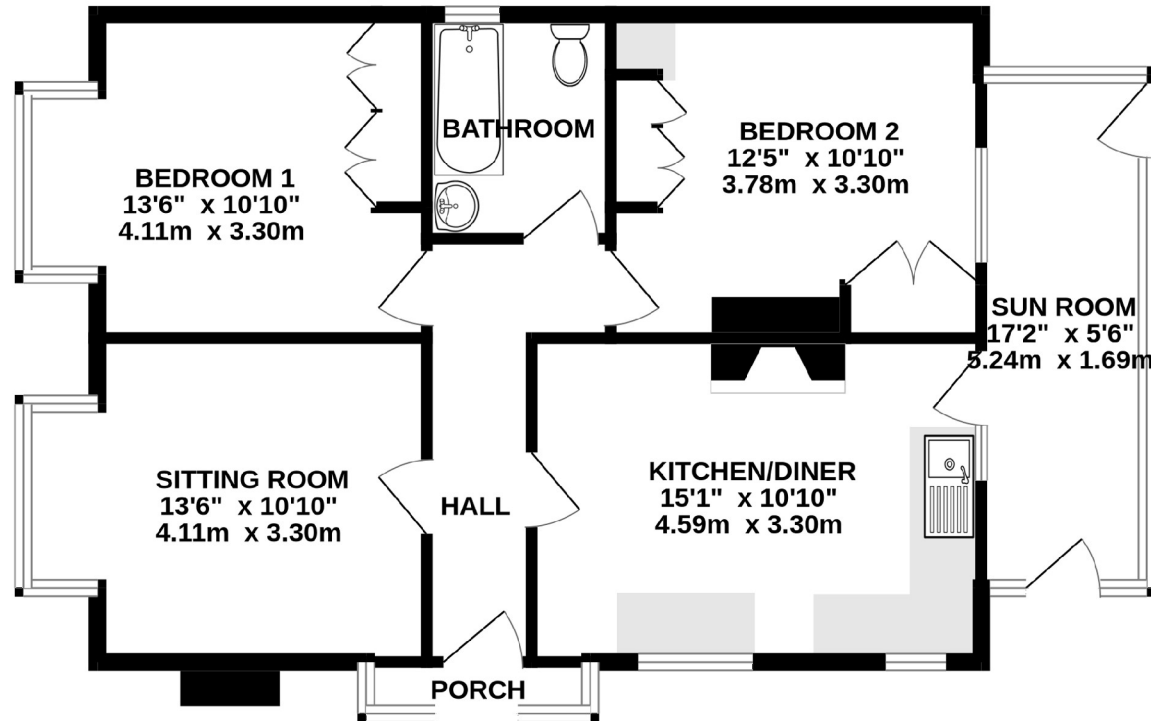 BATHROOM
BEDROOM 2
12'5" x 10'10"
3.78m x 3.30m
BEDROOM 1
13'6" x 10'10"
4.11m x 3.30m
SUN ROOM
17'2" x 5'6"
5.24m x 1.69m
SITTING ROOM
13'6" x 10'10"
4.11m x 3.30m
HALL
KITCHEN/DINER
15'1" x 10'10"
4.59m x 3.30m
PORCH